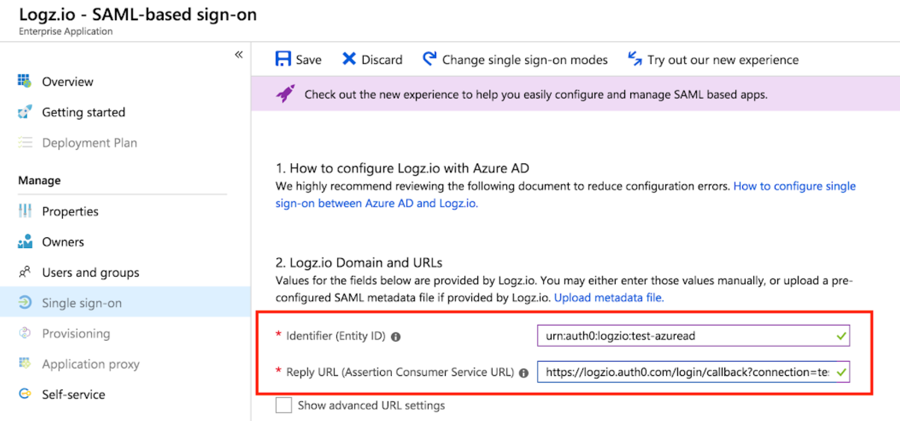 Logz.io - SAML-based sign-on
Enterprise Application
«
Overview
Getting started
Deployment Plan
Manage
Properties
Owners
Users and groups
Single sign-on
Provisioning
Application proxy
Self-service
Save
Discard
Change single sign-on modes
Try out our new experience
Check out the new experience to help you easily configure and manage SAML based apps.
1. How to configure Logz.io with Azure AD
We highly recommend reviewing the following document to reduce configuration errors. How to configure single
sign-on between Azure AD and Logz.io.
2. Logz.io Domain and URLs
Values for the fields below are provided by Logz.io. You may either enter those values manually, or upload a pre-
configured SAML metadata file if provided by Logz.io. Upload metadata file.
* Identifier (Entity ID)
urn:auth0:logzio:test-azuread
* Reply URL (Assertion Consumer Service URL)
https://logzio.auth0.com/login/callback?connection=te
Show advanced URL settings